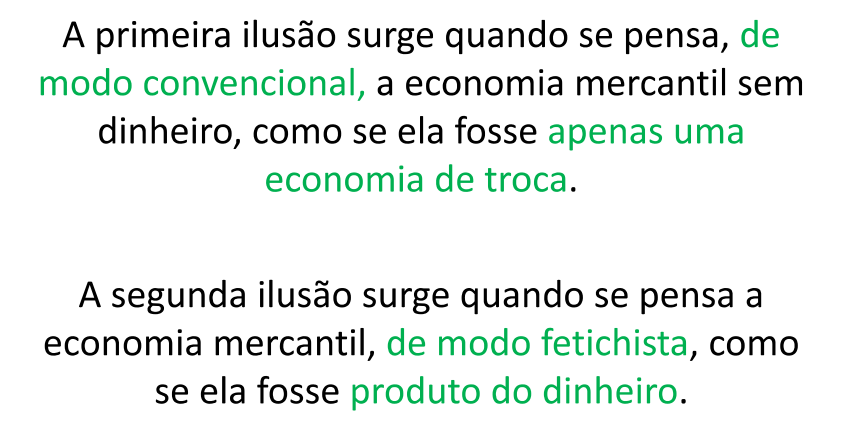 A primeira ilusão surge quando se pensa, de
modo convencional, a economia mercantil sem
dinheiro, como se ela fosse apenas uma
economia de troca.
A segunda ilusão surge quando se pensa a
economia mercantil, de modo fetichista, como
se ela fosse produto do dinheiro.